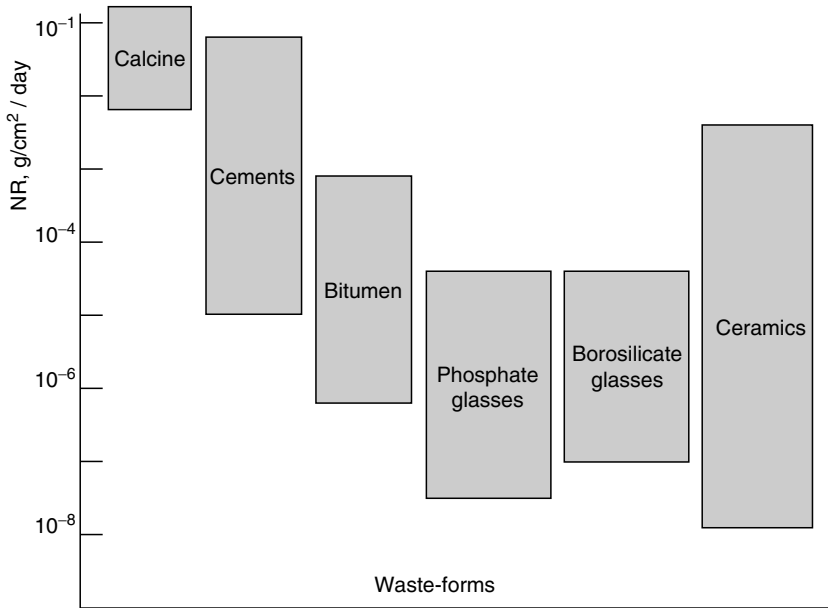 NR, g/cm² / day
10⁻¹
10⁻⁴
10⁻⁶
10⁻⁸
Calcine
Cements
Bitumen
Phosphate
glasses
Borosilicate
glasses
Ceramics
Waste-forms